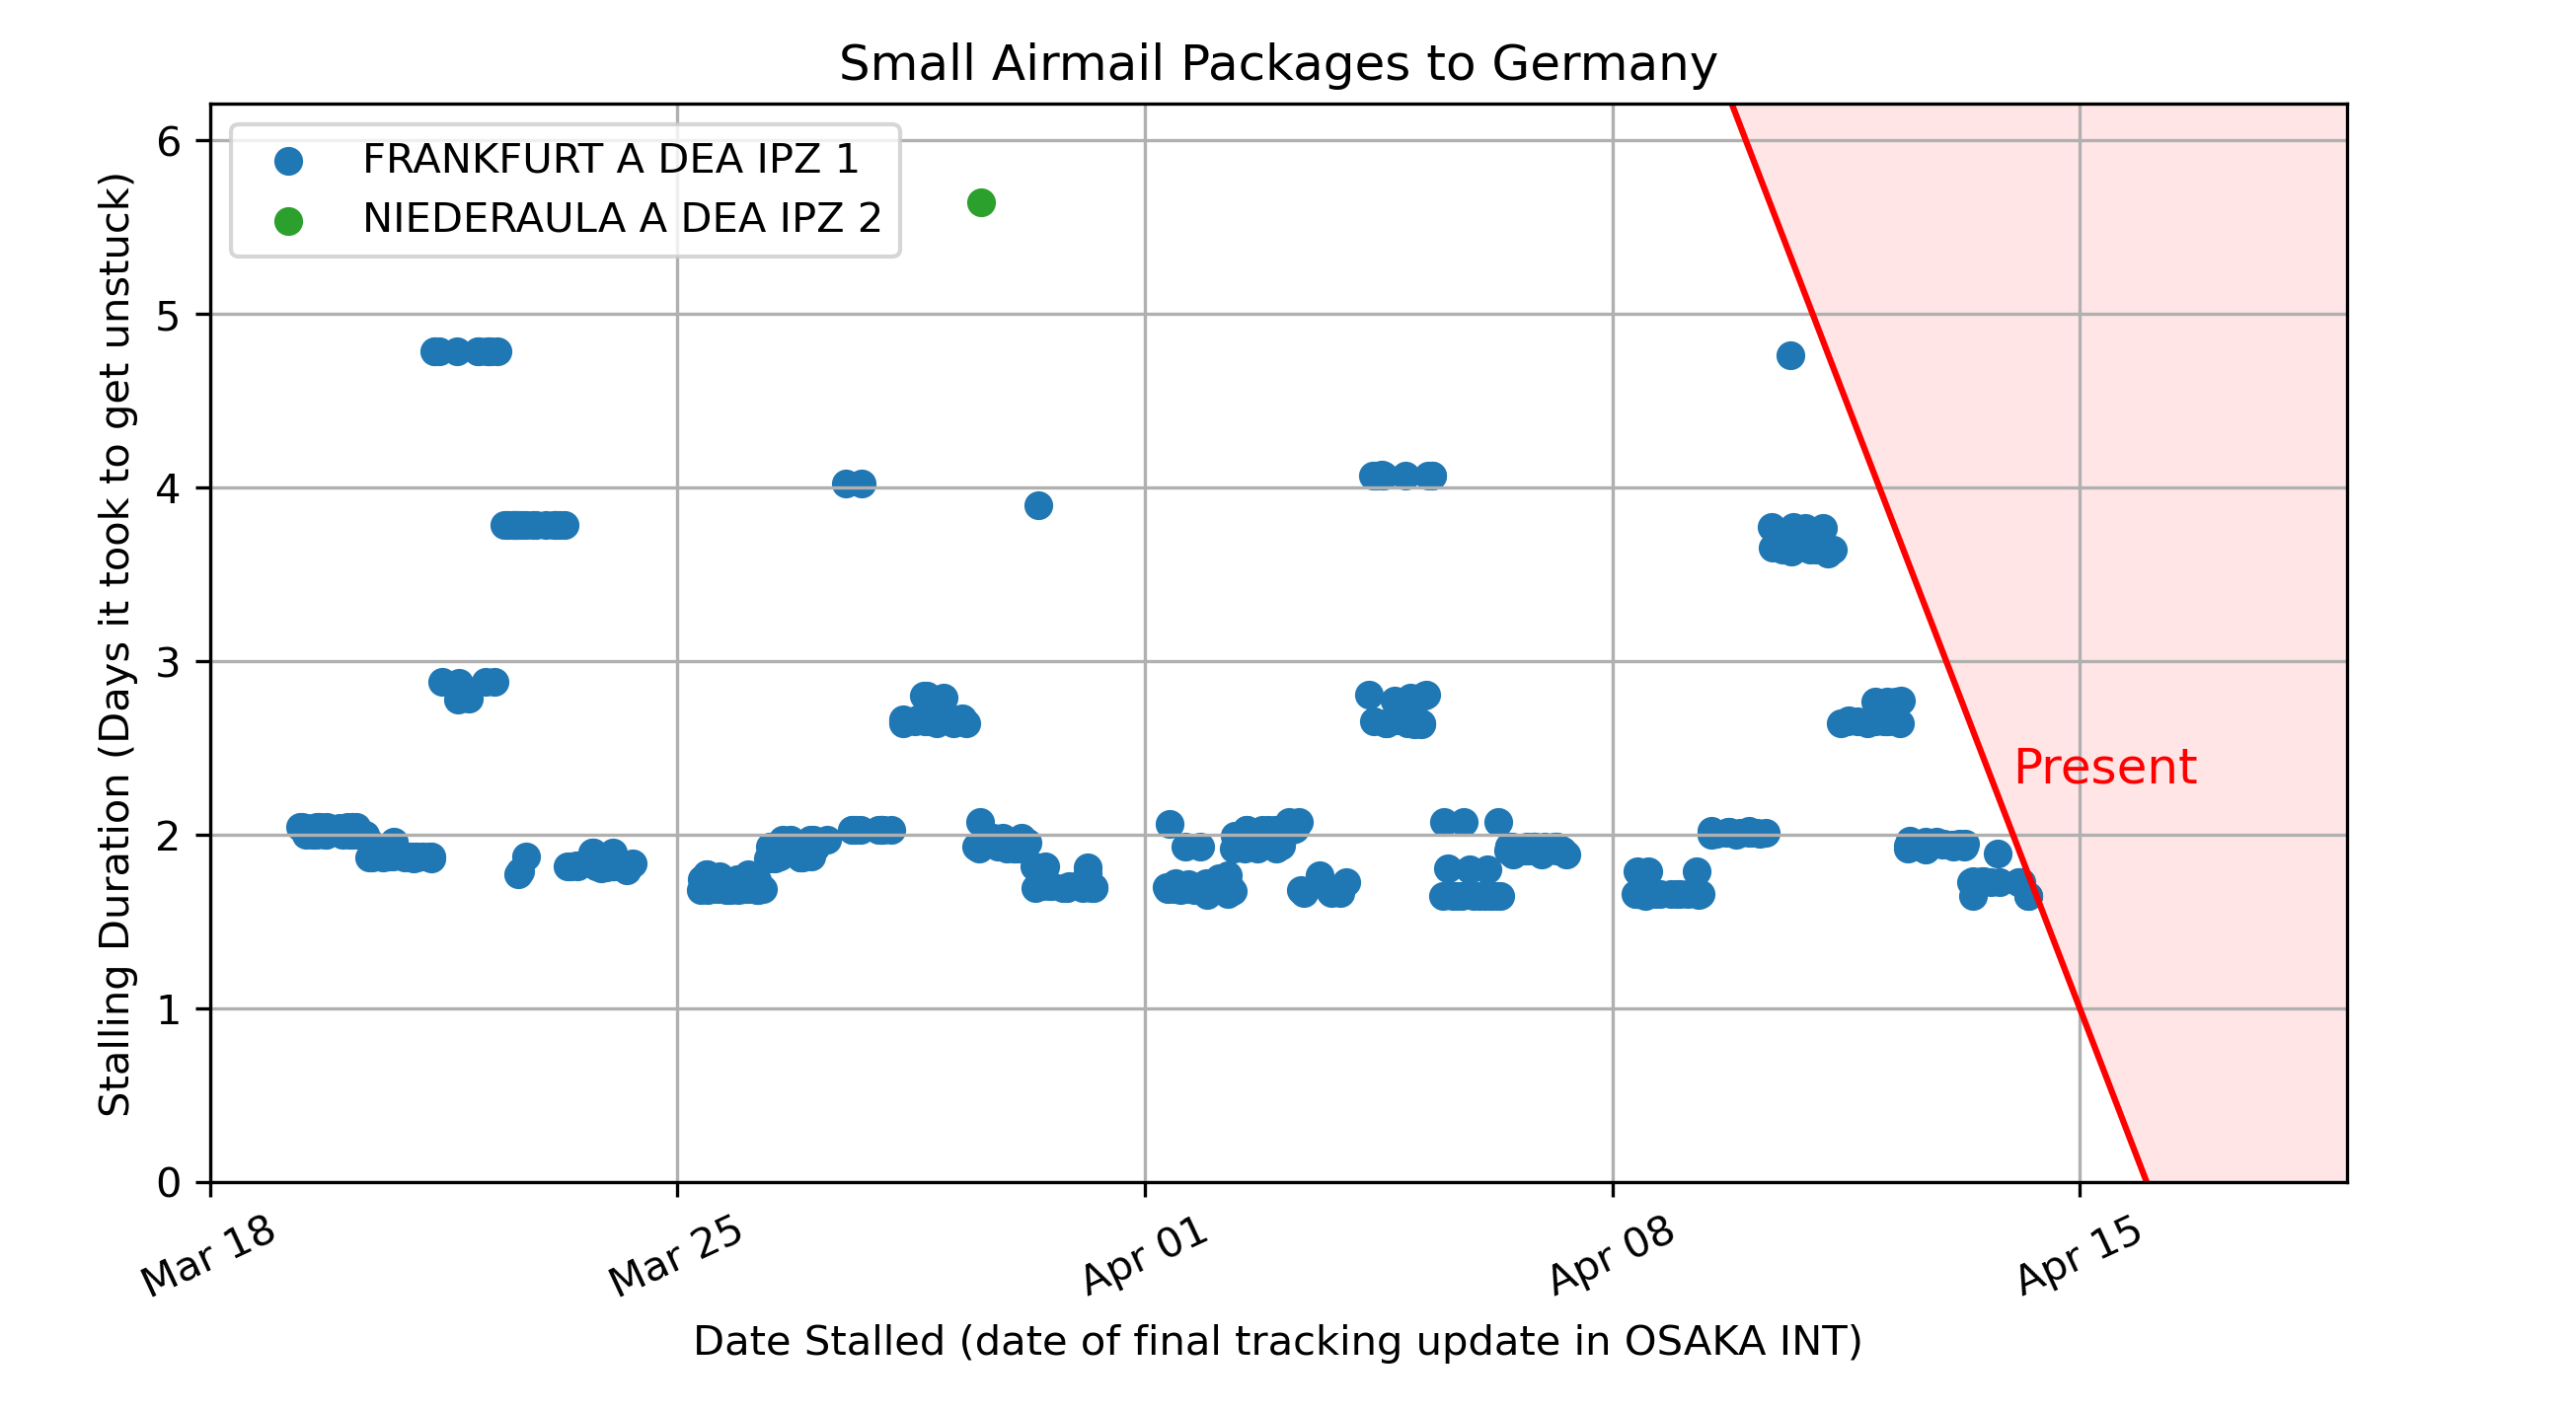 Small Airmail Packages to Germany
FRANKFURT A DEA IPZ 1
NIEDERAULA A DEA IPZ 2
Stalling Duration (Days it took to get unstuck)
6
5
4
3
2
1
0
Present
Mar 18
Mar 25
Apr 01
Apr 08
Apr 15
Date Stalled (date of final tracking update in OSAKA INT)